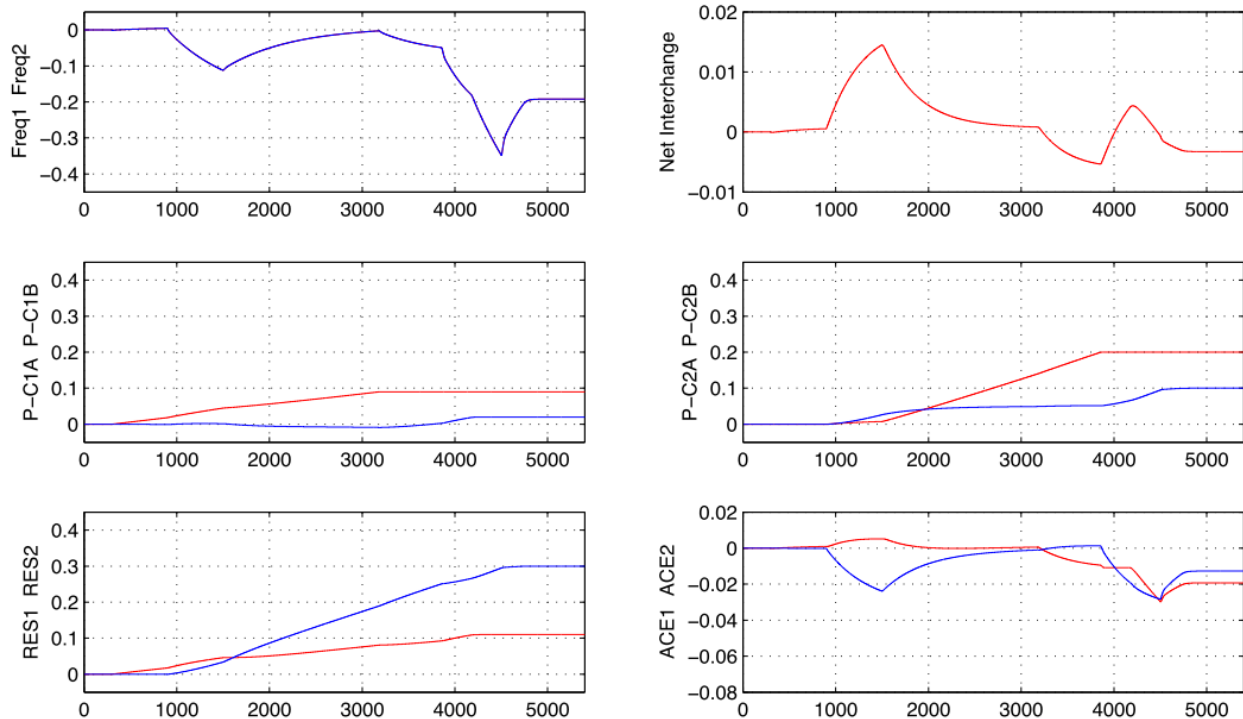 Freq1 Freq2
0
−0.1
−0.2
−0.3
−0.4
0 1000 2000 3000 4000 5000
Net Interchange
0.02
0.01
0
−0.01
0 1000 2000 3000 4000 5000
P−C1A P−C1B
0.4
0.3
0.2
0.1
0
0 1000 2000 3000 4000 5000
P−C2A P−C2B
0.4
0.3
0.2
0.1
0
0 1000 2000 3000 4000 5000
RES1 RES2
0.4
0.3
0.2
0.1
0
0 1000 2000 3000 4000 5000
ACE1 ACE2
0.02
0
−0.02
−0.04
−0.06
−0.08
0 1000 2000 3000 4000 5000